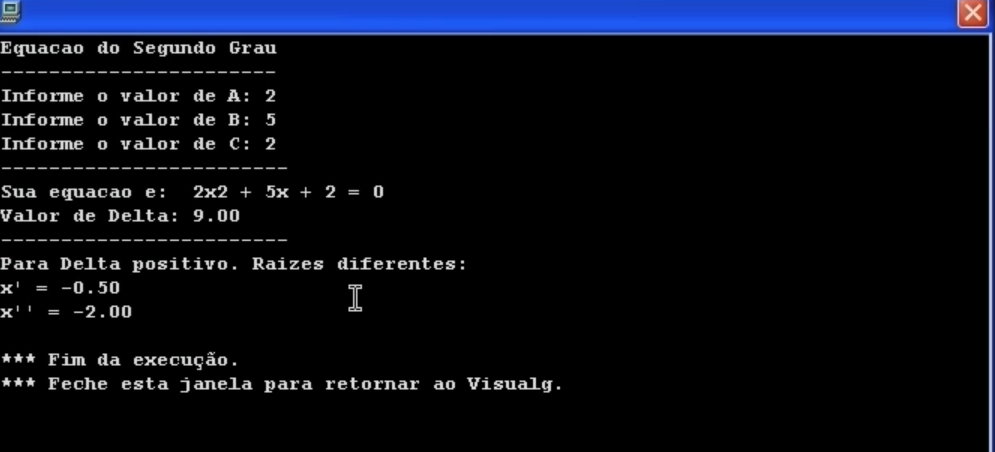 Equacao do Segundo Grau
-----------------------
Informe o valor de A: 2
Informe o valor de B: 5
Informe o valor de C: 2
------------------------
Sua equacao e:  2x2 + 5x + 2 = 0
Valor de Delta: 9.00
------------------------
Para Delta positivo. Raizes diferentes:
x' = -0.50
x'' = -2.00
*** Fim da execução.
*** Feche esta janela para retornar ao Visualg.